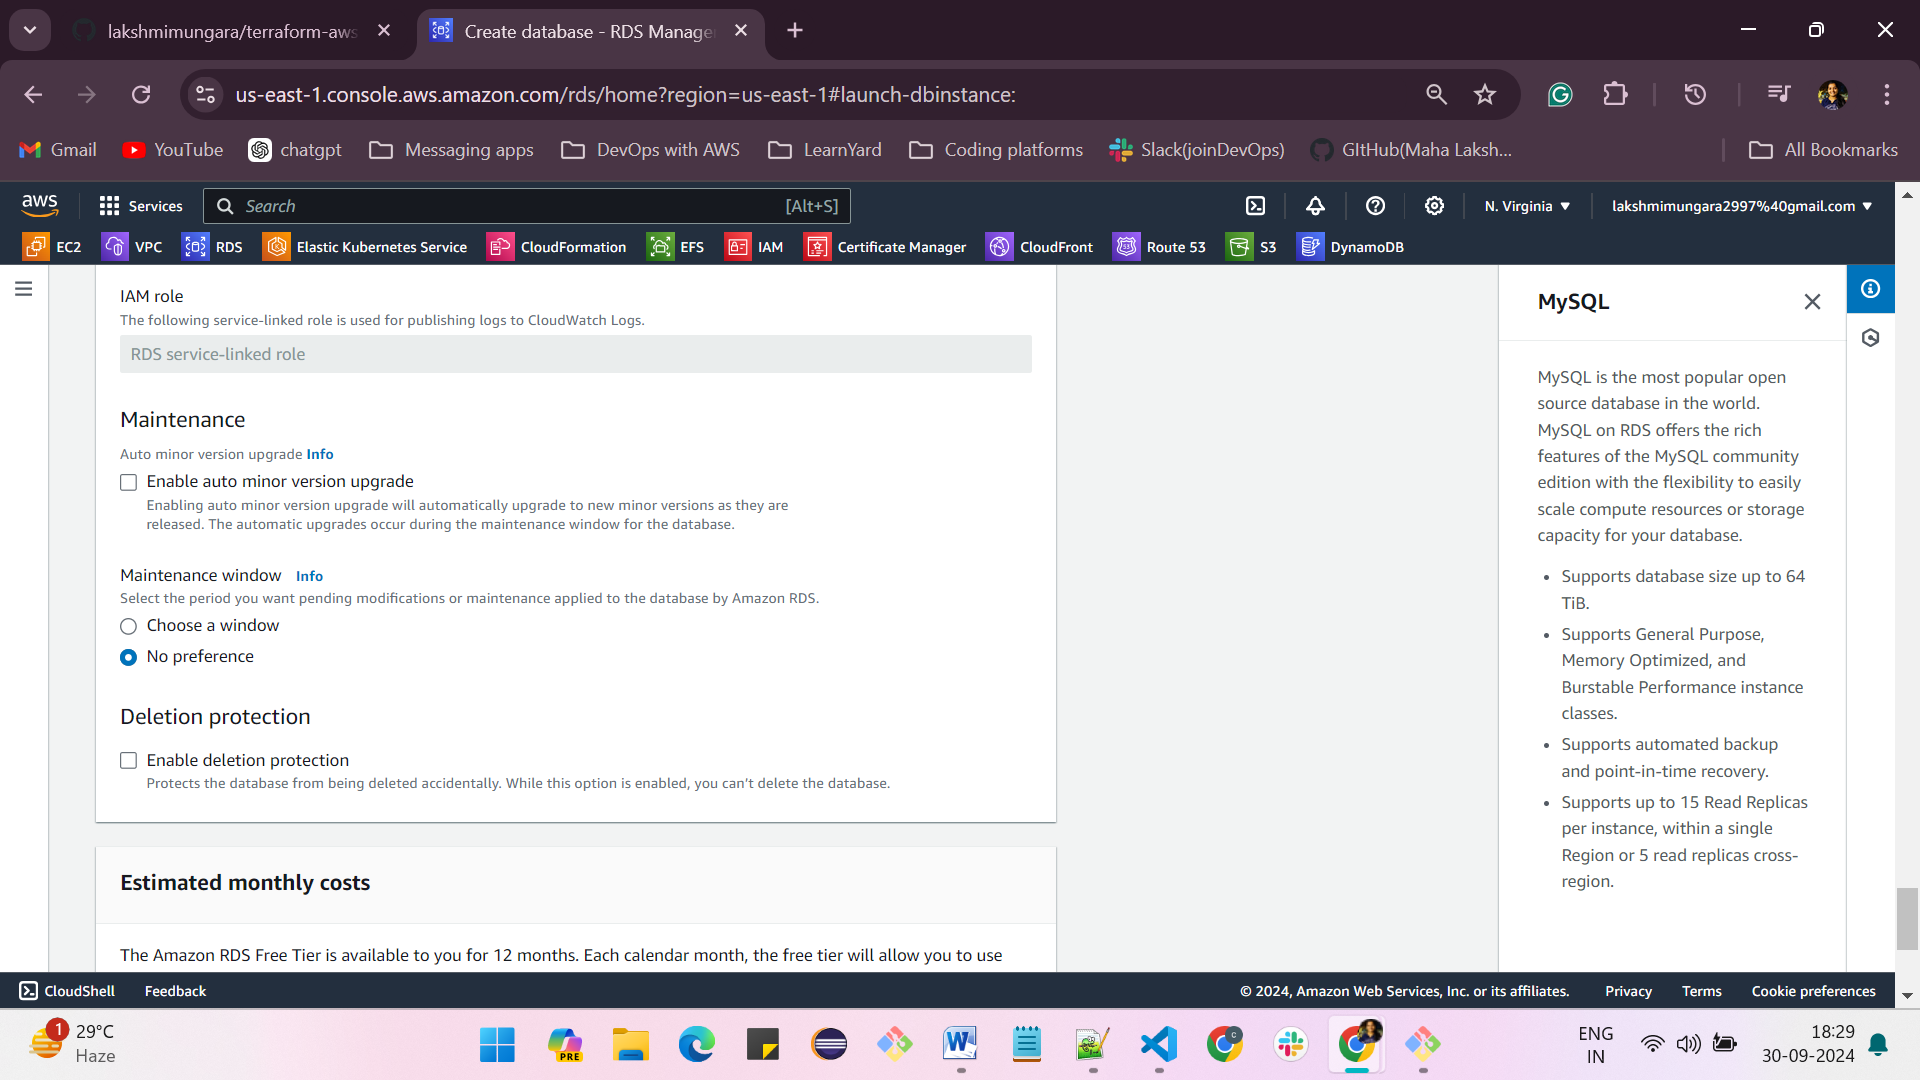 lakshmimungara/terraform-aws
Create database - RDS Manage
us-east-1.console.aws.amazon.com/rds/home?region=us-east-1#launch-dbinstance:
Gmail
YouTube
chatgpt
Messaging apps
DevOps with AWS
LearnYard
Coding platforms
Slack(joinDevOps)
GItHub(Maha Laksh...
All Bookmarks
aws
Services
Search
[Alt+S]
N. Virginia
lakshmimungara2997%40gmail.com
EC2
VPC
RDS
Elastic Kubernetes Service
CloudFormation
EFS
IAM
Certificate Manager
CloudFront
Route 53
S3
DynamoDB
IAM role
The following service-linked role is used for publishing logs to CloudWatch Logs.
RDS service-linked role
Maintenance
Auto minor version upgrade Info
Enable auto minor version upgrade
Enabling auto minor version upgrade will automatically upgrade to new minor versions as they are
released. The automatic upgrades occur during the maintenance window for the database.
Maintenance window Info
Select the period you want pending modifications or maintenance applied to the database by Amazon RDS.
Choose a window
No preference
Deletion protection
Enable deletion protection
Protects the database from being deleted accidentally. While this option is enabled, you can't delete the database.
Estimated monthly costs
The Amazon RDS Free Tier is available to you for 12 months. Each calendar month, the free tier will allow you to use
MySQL
MySQL is the most popular open
source database in the world.
MySQL on RDS offers the rich
features of the MySQL community
edition with the flexibility to easily
scale compute resources or storage
capacity for your database.
• Supports database size up to 64
TiB.
• Supports General Purpose,
Memory Optimized, and
Burstable Performance instance
classes.
• Supports automated backup
and point-in-time recovery.
• Supports up to 15 Read Replicas
per instance, within a single
Region or 5 read replicas cross-
region.
CloudShell
Feedback
© 2024, Amazon Web Services, Inc. or its affiliates.
Privacy
Terms
Cookie preferences
1
29°C
Haze
PRE
W
C
ENG
IN
18:29
30-09-2024